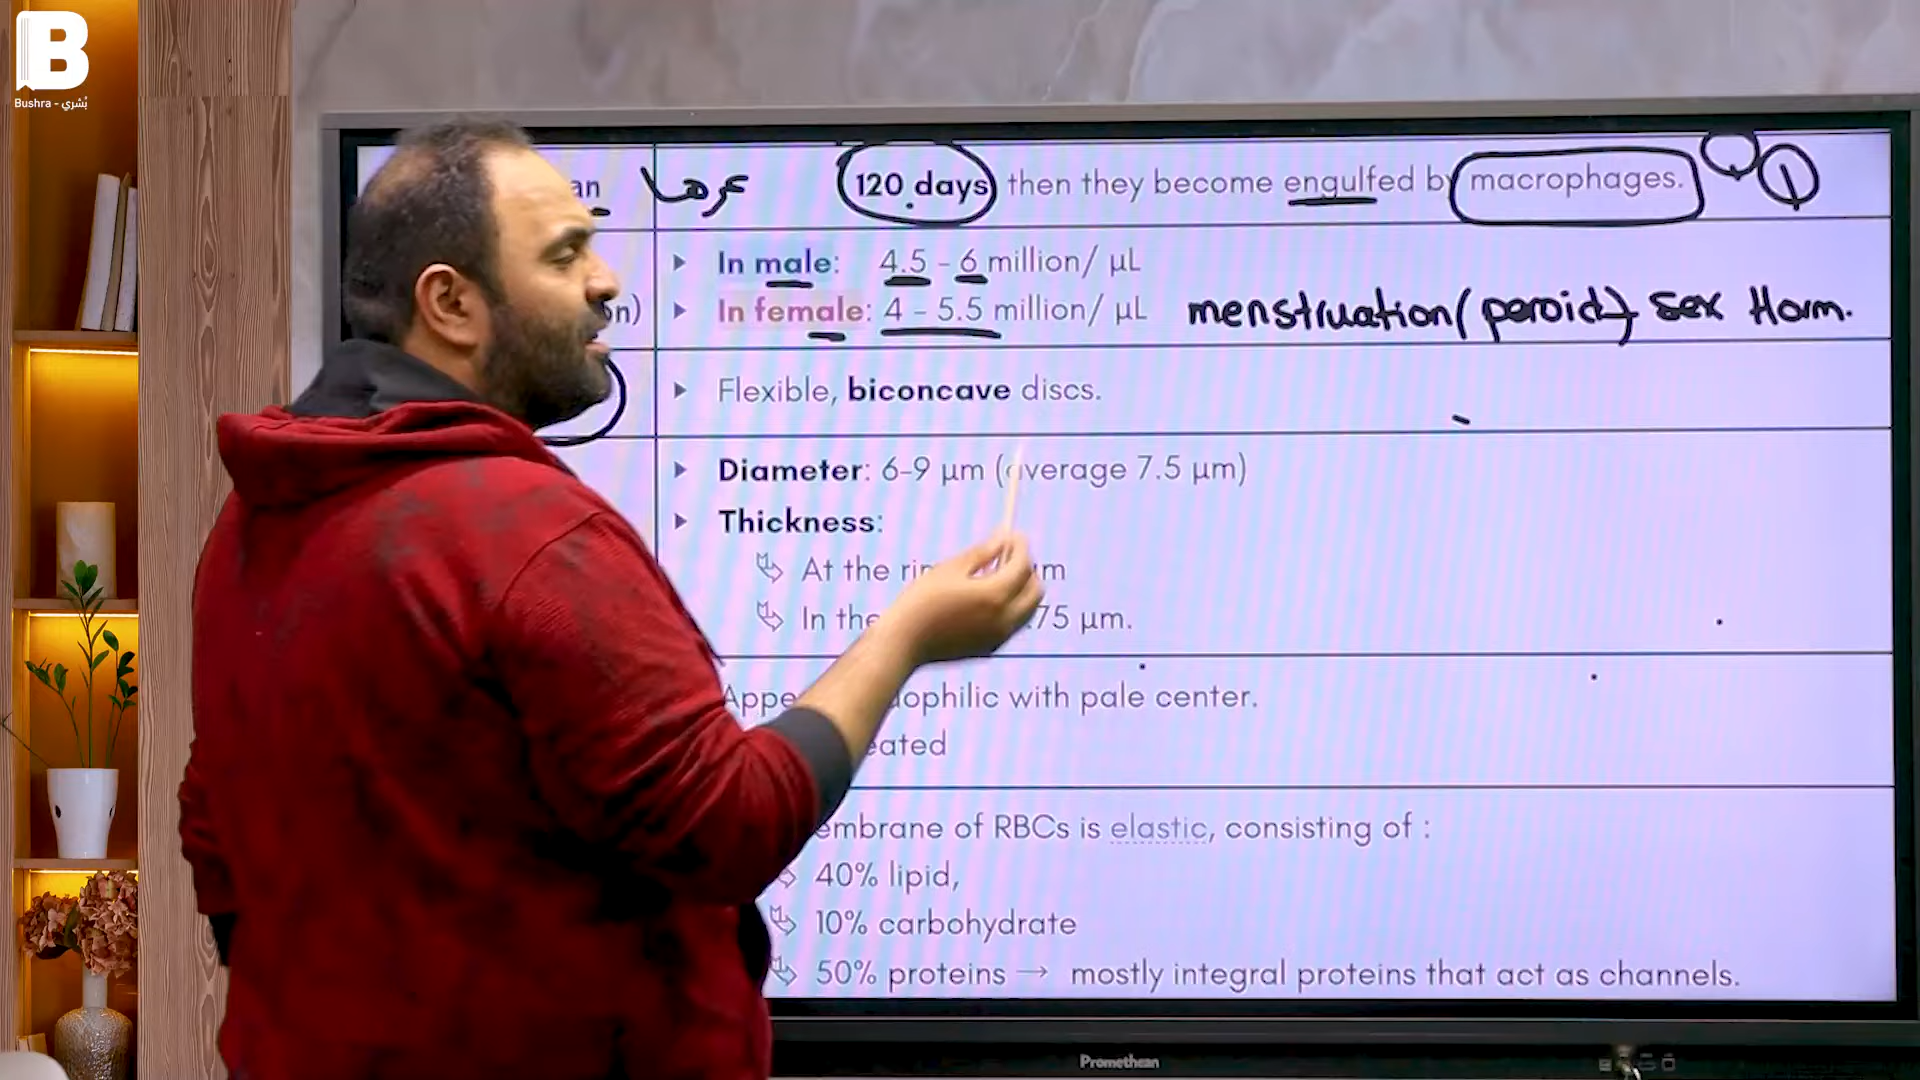 B
Bushra - بُشري
an عمرها 120 days then they become engulfed by macrophages.
In male: 4.5 - 6 million/ µL
on) In female: 4 - 5.5 million/ µL menstruation (peroid) sex Horm.
Flexible, biconcave discs.
Diameter: 6-9 µm (average 7.5 µm)
Thickness:
At the ri m
In the 75 µm.
Appe ophilic with pale center.
eated
embrane of RBCs is elastic, consisting of :
40% lipid,
10% carbohydrate
50% proteins → mostly integral proteins that act as channels.
Promethean